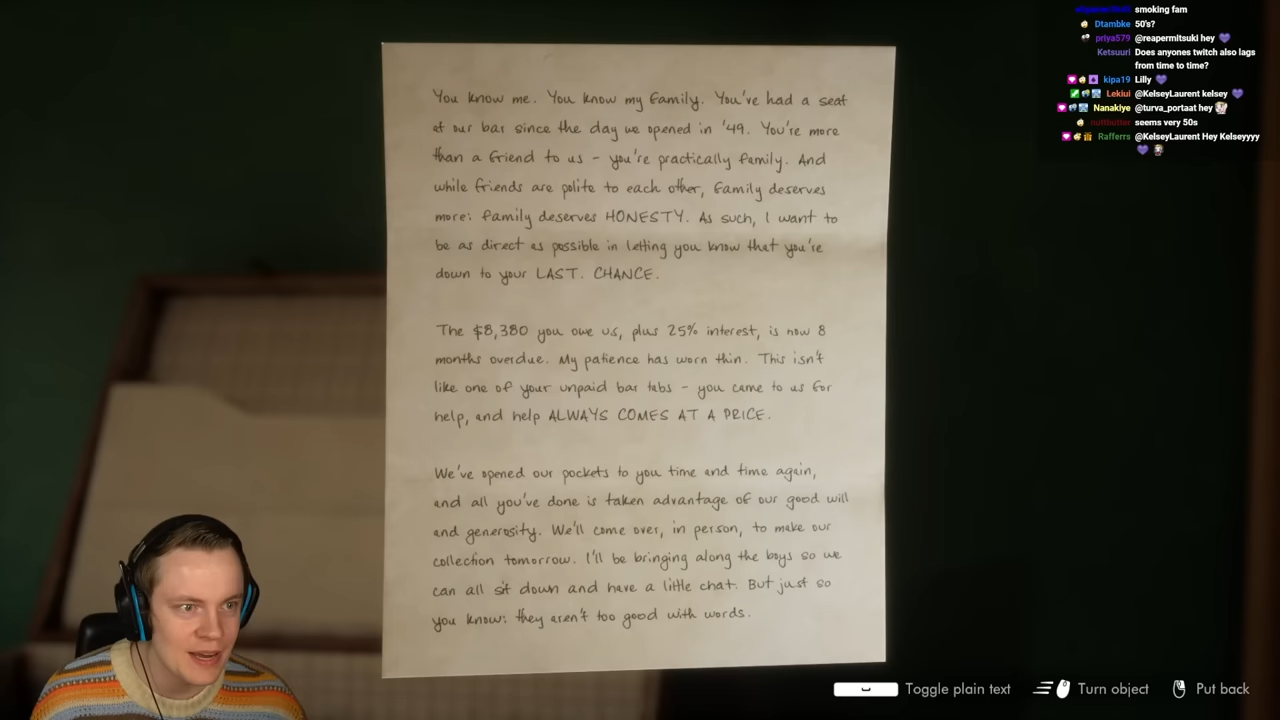 You know me. You know my family. You've had a seat
at our bar since the day we opened in '49. You're more
than a friend to us - you're practically family. And
while friends are polite to each other, family deserves
more: family deserves HONESTY. As such, I want to
be as direct as possible in letting you know that you're
down to your LAST. CHANCE.
The $8,380 you owe us, plus 25% interest, is now 8
months overdue. My patience has worn thin. This isn't
like one of your unpaid bar tabs - you came to us for
help, and help ALWAYS COMES AT A PRICE.
We've opened our pockets to you time and time again,
and all you've done is taken advantage of our good will
and generosity. We'll come over, in person, to make our
collection tomorrow. I'll be bringing along the boys so we
can all sit down and have a little chat. But just so
you know: they aren't too good with words.
smoking fam
Dtambke 50's?
priya579 @reapermitsuki hey
Ketsuuri Does anyones twitch also lags
from time to time?
kipa19 Lilly
Lekiui @KelseyLaurent kelsey
Nanakiye @turva_portaat hey
seems very 50s
Rafferrs @KelseyLaurent Hey Kelseyyyy
Toggle plain text
Turn object
Put back